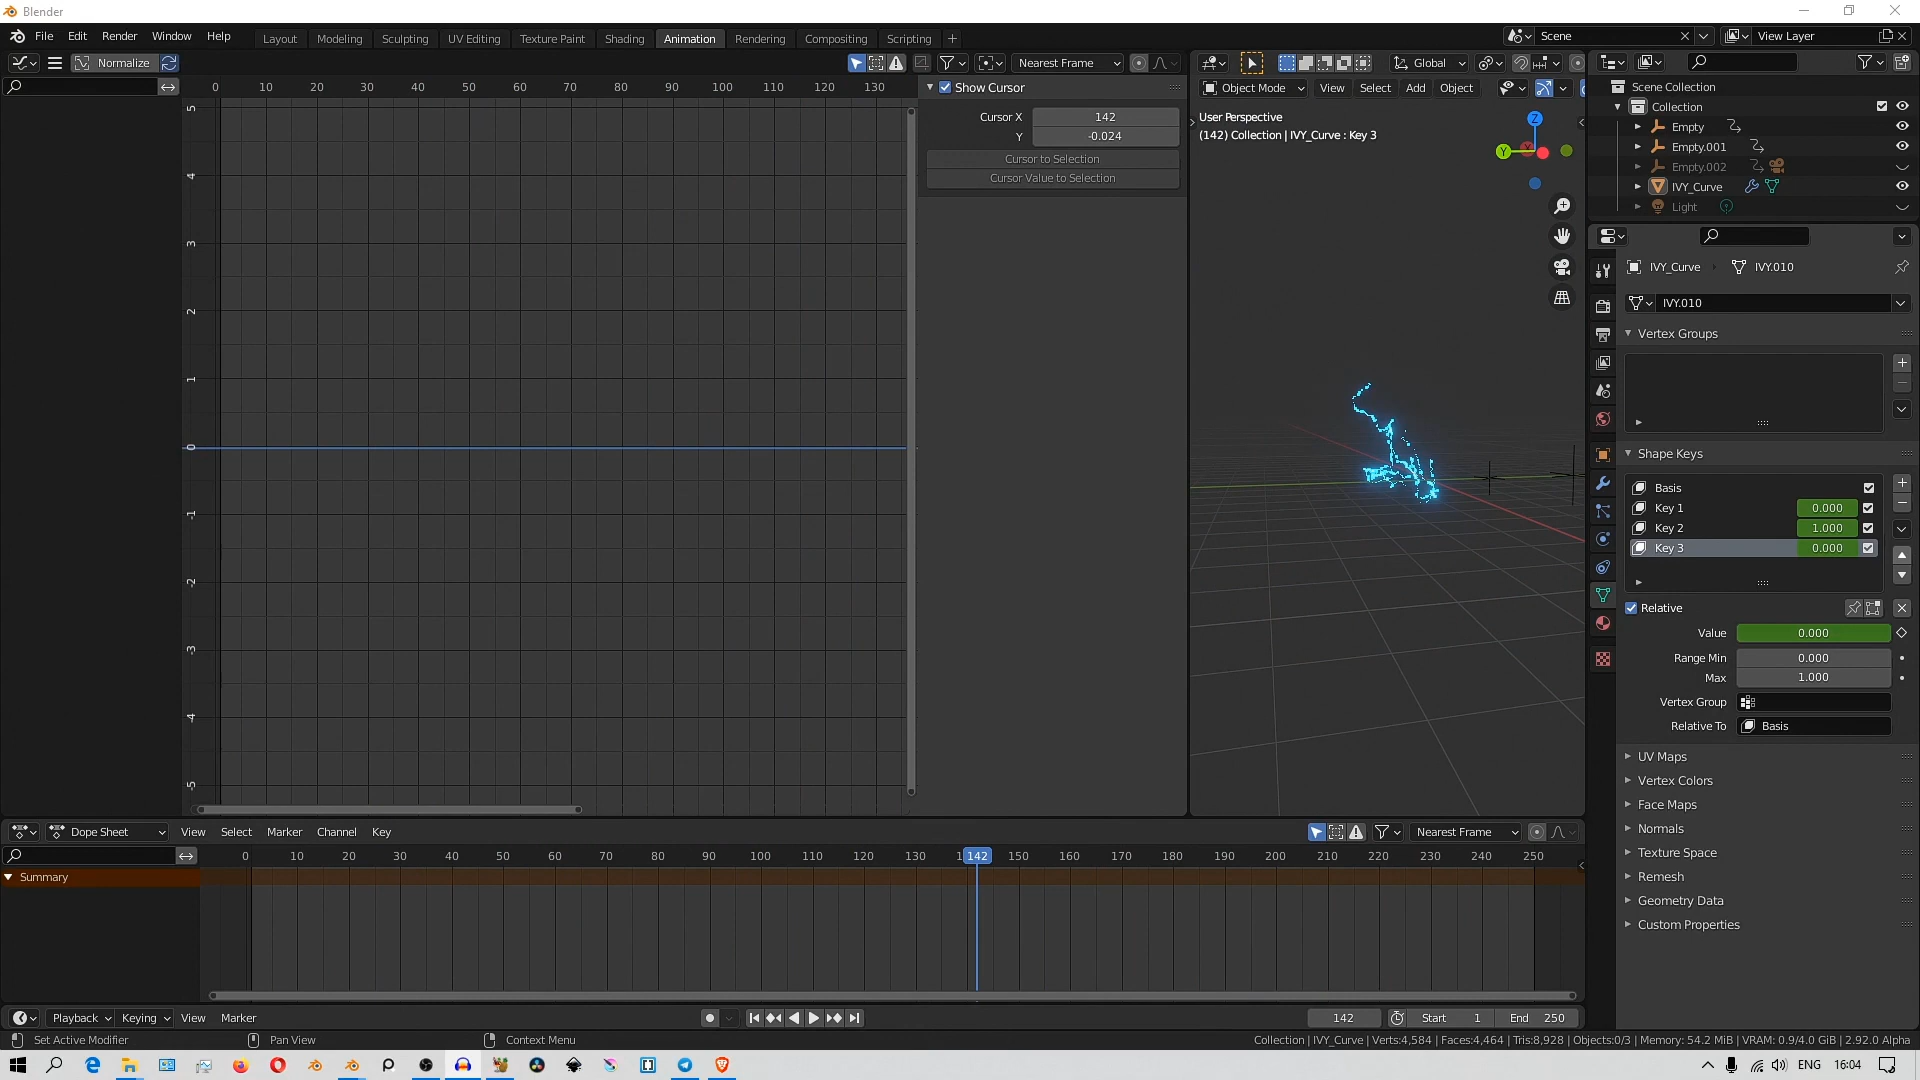 Blender
File Edit Render Window Help
Layout Modeling Sculpting UV Editing Texture Paint Shading Animation Rendering Compositing Scripting +
Scene
View Layer
Normalize
Nearest Frame
0 10 20 30 40 50 60 70 80 90 100 110 120 130
5
4
3
2
1
0
-1
-2
-3
-4
-5
Show Cursor
Cursor X 142
Y -0.024
Cursor to Selection
Cursor Value to Selection
Global
Object Mode View Select Add Object
User Perspective
(142) Collection | IVY_Curve : Key 3
Z
Y
Scene Collection
Collection
Empty
Empty.001
Empty.002
IVY_Curve
Light
IVY_Curve IVY.010
IVY.010
Vertex Groups
Shape Keys
Basis
Key 1 0.000
Key 2 1.000
Key 3 0.000
Relative
Value 0.000
Range Min 0.000
Max 1.000
Vertex Group
Relative To Basis
UV Maps
Vertex Colors
Face Maps
Normals
Texture Space
Remesh
Geometry Data
Custom Properties
Dope Sheet View Select Marker Channel Key
Nearest Frame
0 10 20 30 40 50 60 70 80 90 100 110 120 130 142 150 160 170 180 190 200 210 220 230 240 250
Summary
Playback Keying View Marker
142 Start 1 End 250
Set Active Modifier Pan View Context Menu
Collection | IVY_Curve | Verts:4,584 | Faces:4,464 | Tris:8,928 | Objects:0/3 | Memory: 54.2 MiB | VRAM: 0.9/4.0 GiB | 2.92.0 Alpha
ENG 16:04